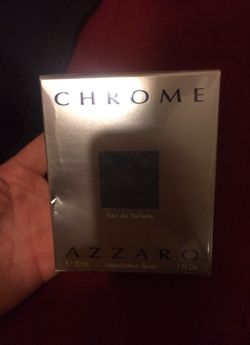 CHROME
Eau de Toilette
AZZARO
℮ 30 mL Vaporisateur Spray 1 Fl. Oz.